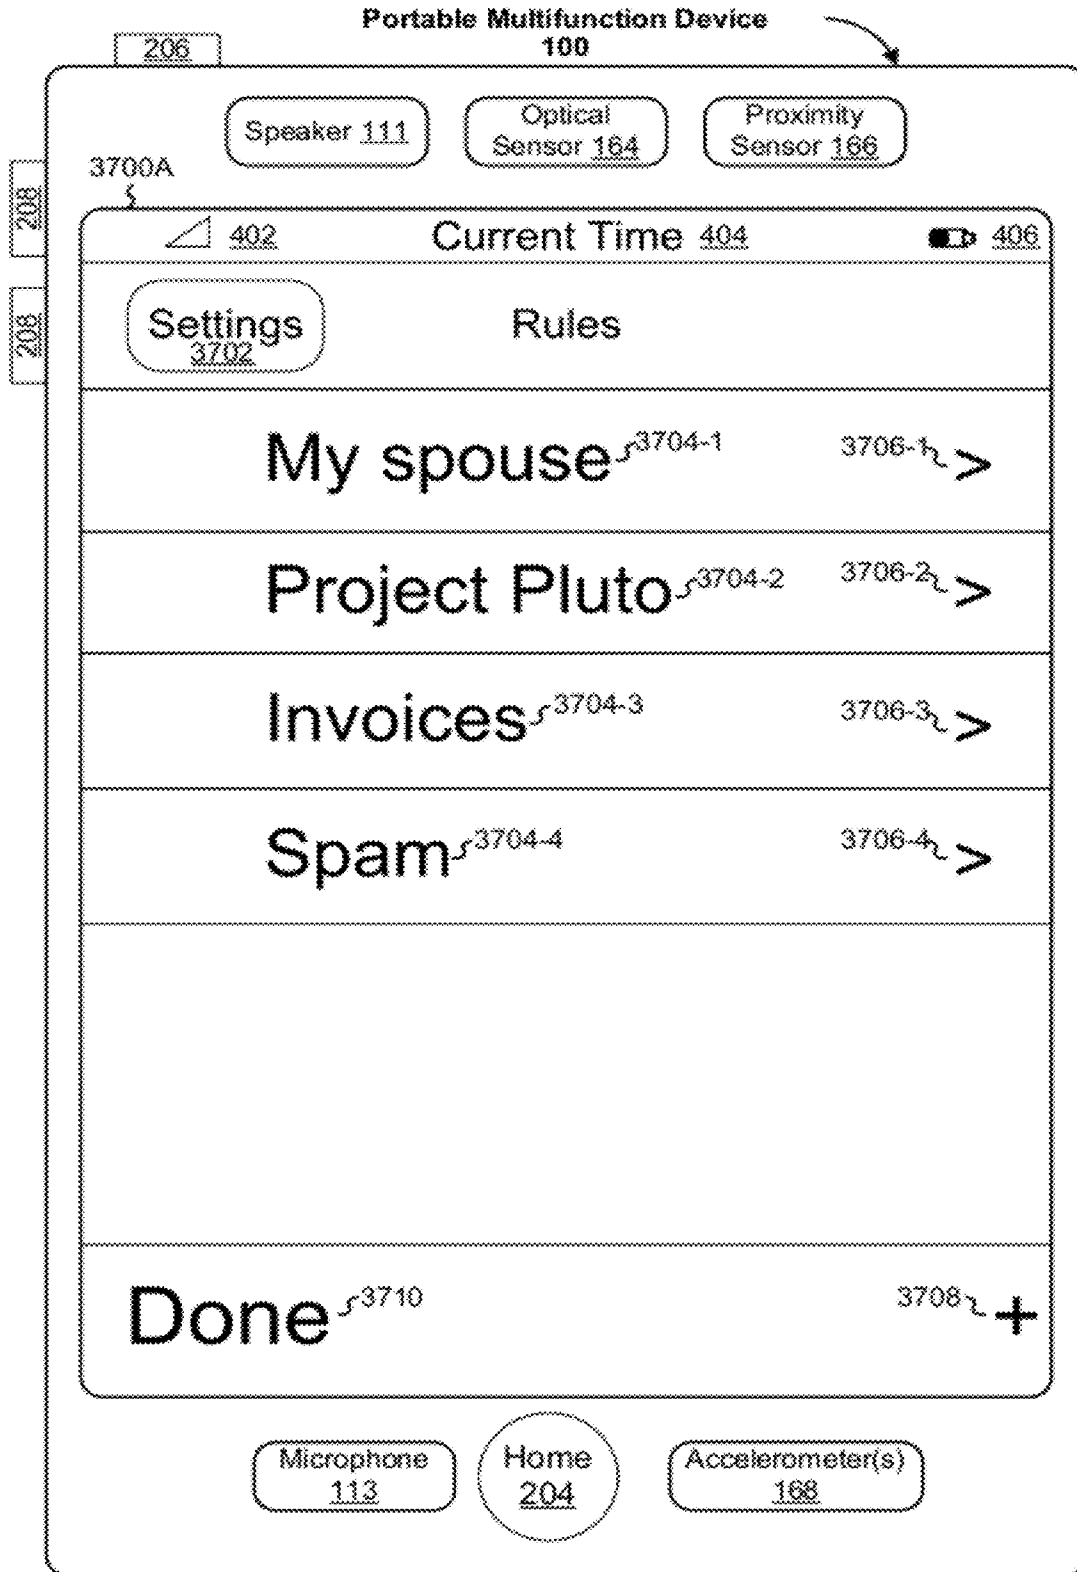 Portable Multifunction Device
100
206
Speaker 111
Optical
Sensor 164
Proximity
Sensor 166
3700A
208
208
402 Current Time 404 406
Settings
3702
Rules
My spouse 3704-1 3706-1 >
Project Pluto 3704-2 3706-2 >
Invoices 3704-3 3706-3 >
Spam 3704-4 3706-4 >
Done 3710 3708 +
Microphone
113
Home
204
Accelerometer(s)
168